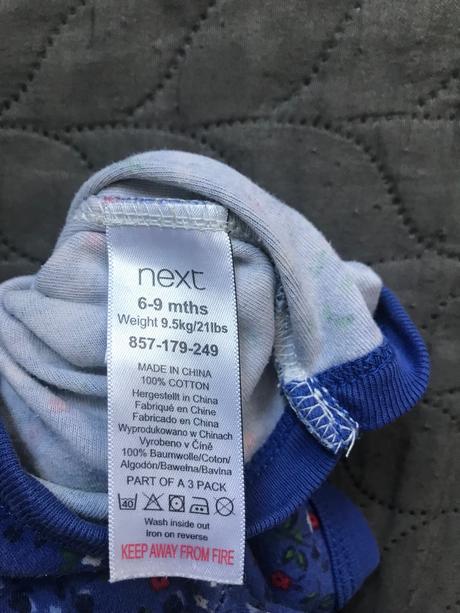 next
6-9 mths
Weight 9.5kg/21lbs
857-179-249
MADE IN CHINA
100% COTTON
Hergestellt in China
Fabriqué en Chine
Fabricado en China
Wyprodukowano w Chinach
Vyrobeno v Číně
100% Baumwolle/Coton/
Algodón/Bawełna/Bavlna
PART OF A 3 PACK
40
Wash inside out
Iron on reverse
KEEP AWAY FROM FIRE